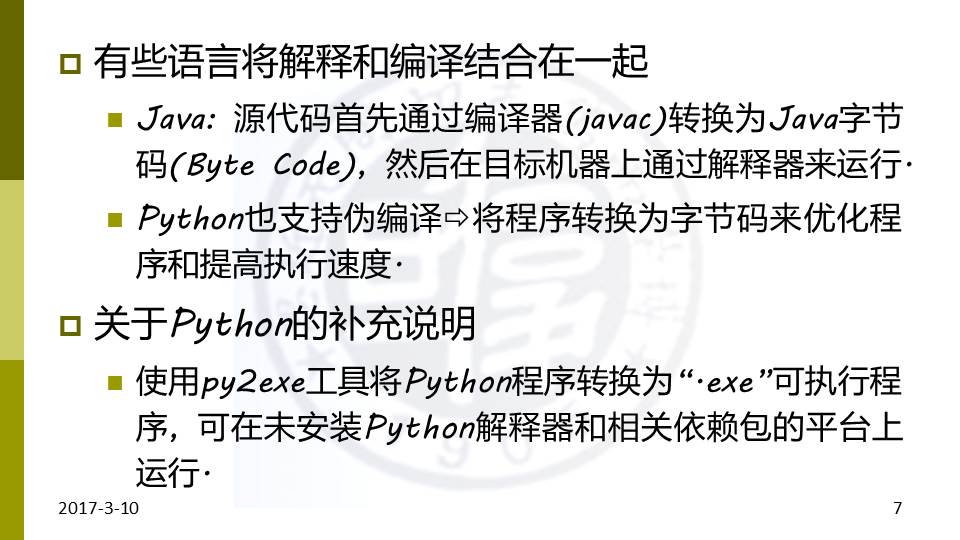 有些语言将解释和编译结合在一起
Java: 源代码首先通过编译器(javac)转换为Java字节
码(Byte Code)，然后在目标机器上通过解释器来运行.
Python也支持伪编译⇨将程序转换为字节码来优化程
序和提高执行速度.
关于Python的补充说明
使用py2exe工具将Python程序转换为“.exe”可执行程
序，可在未安装Python解释器和相关依赖包的平台上
运行.
2017-3-10
7